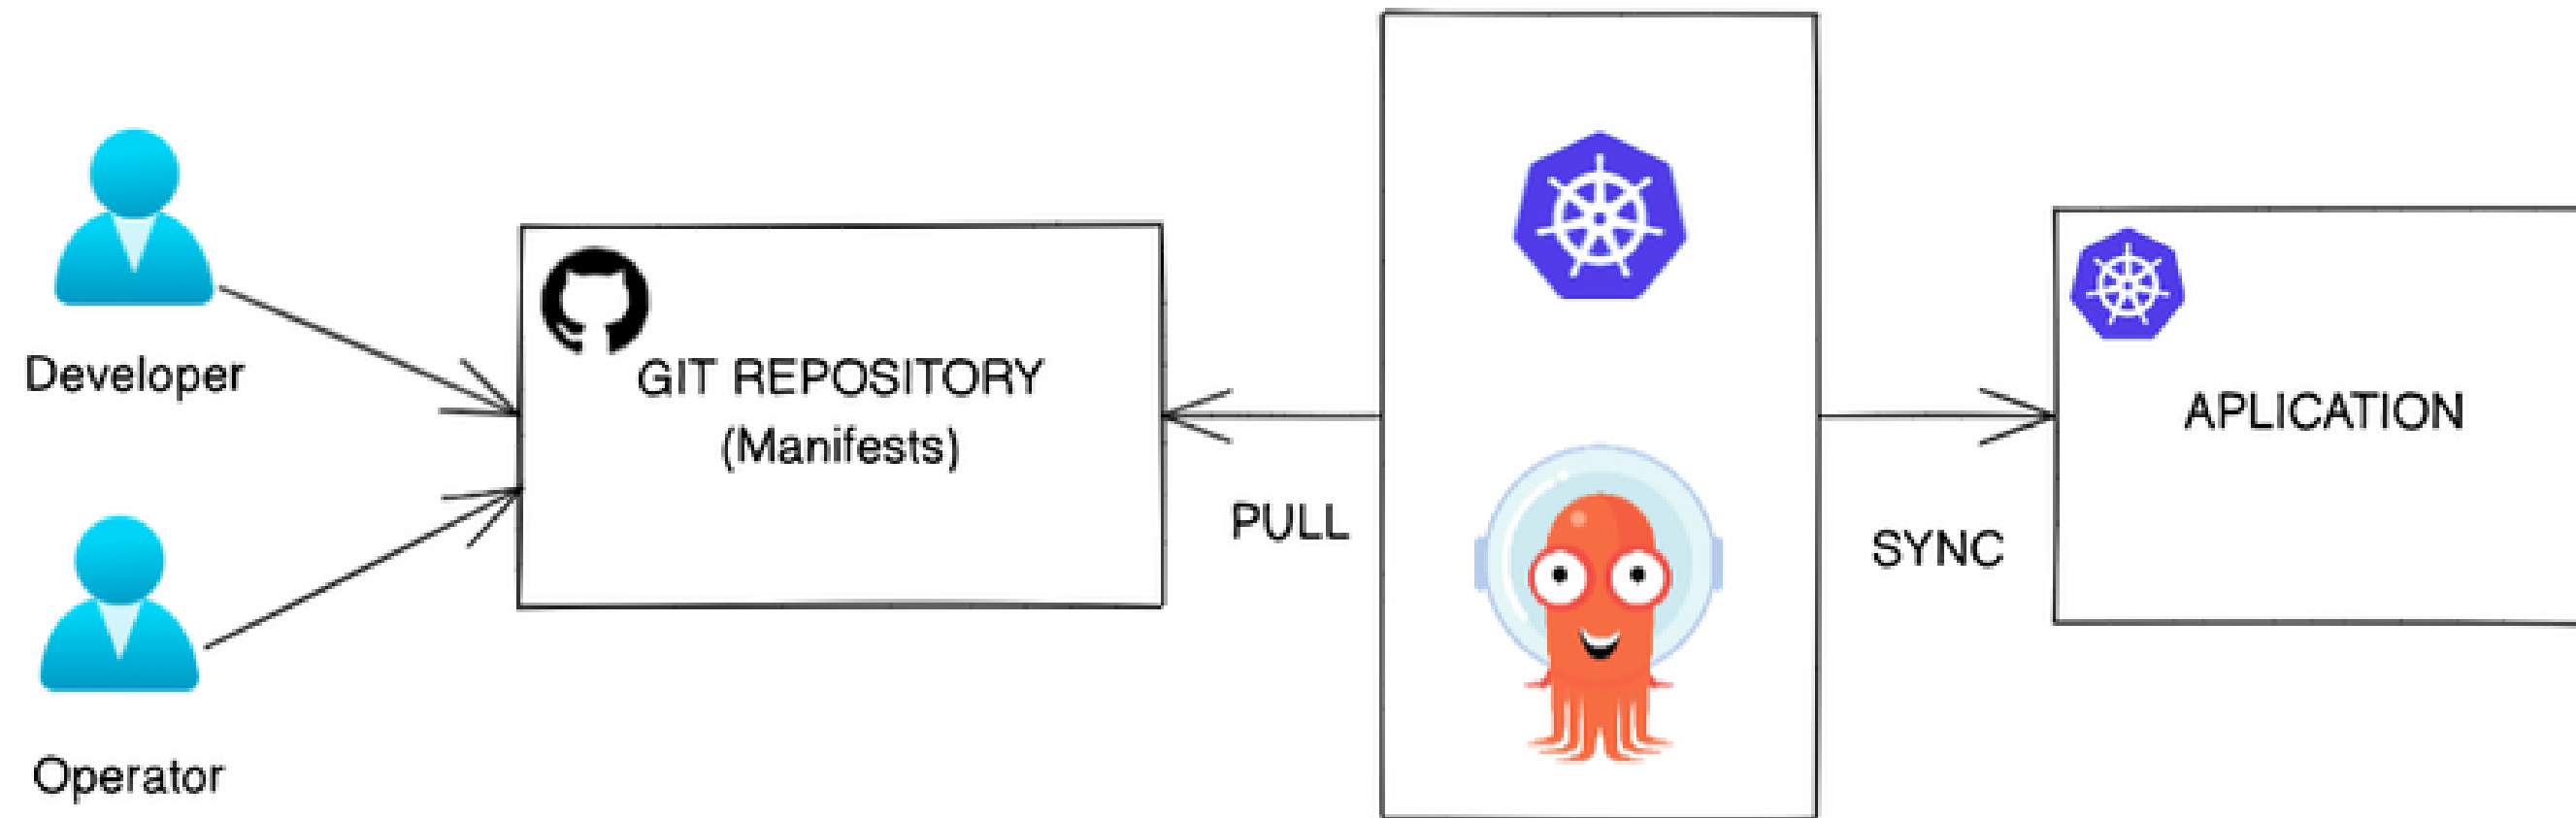 Developer
Operator
GIT REPOSITORY
(Manifests)
PULL
SYNC
APLICATION